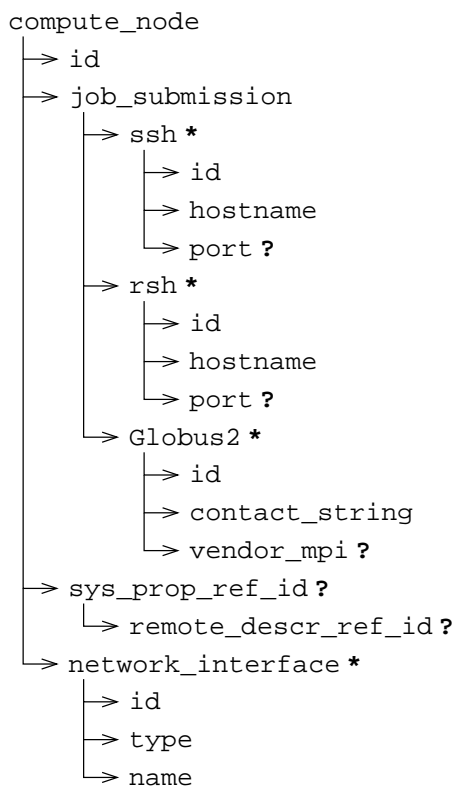 compute_node
id
job_submission
ssh *
id
hostname
port ?
rsh *
id
hostname
port ?
Globus2 *
id
contact_string
vendor_mpi ?
sys_prop_ref_id ?
remote_descr_ref_id ?
network_interface *
id
type
name